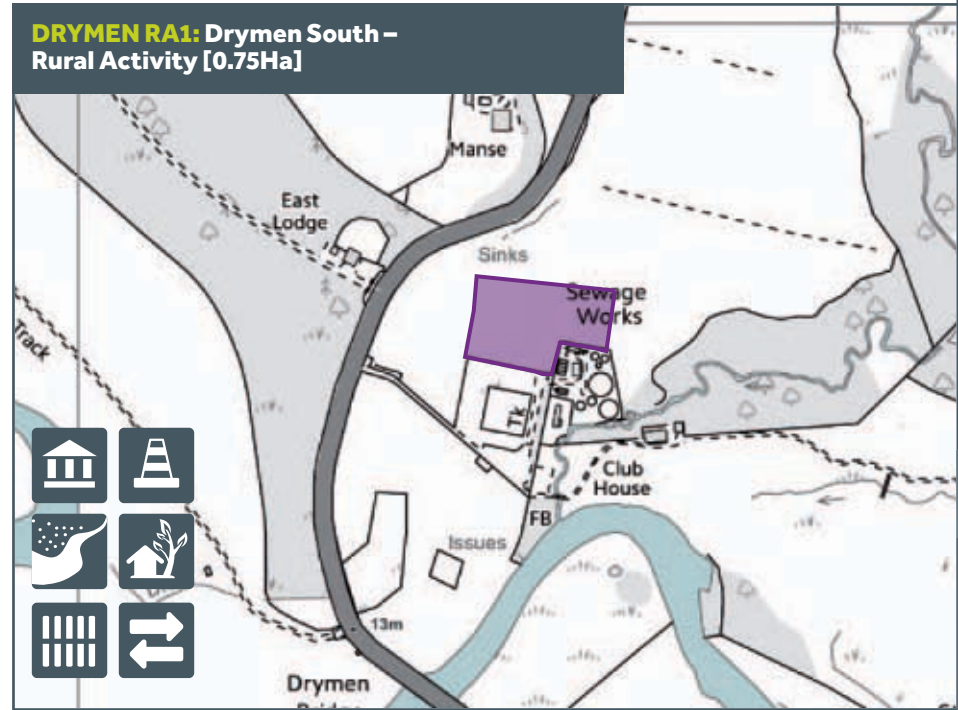 DRYMEN RA1: Drymen South –
Rural Activity [0.75Ha]
Manse
East
Lodge
Sinks
Sewage
Works
Track
Tk
Club
House
FB
Issues
13m
Drymen